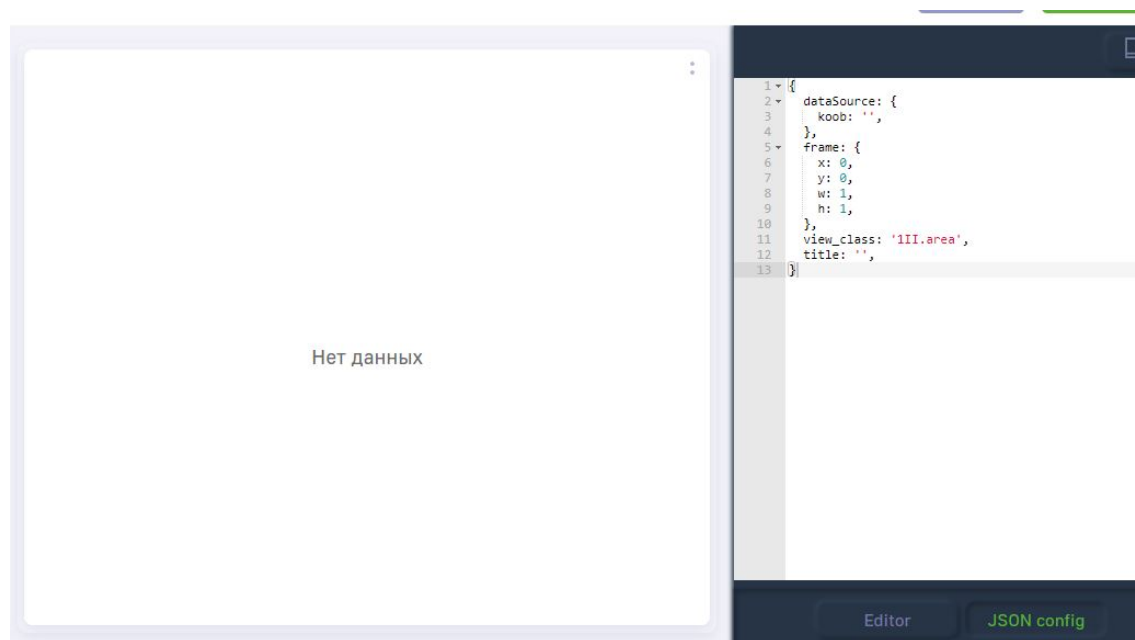 Нет данных
1 {
2 dataSource: {
3 koob: '',
4 },
5 frame: {
6 x: 0,
7 y: 0,
8 w: 1,
9 h: 1,
10 },
11 view_class: '1II.area',
12 title: '',
13 }
Editor JSON config